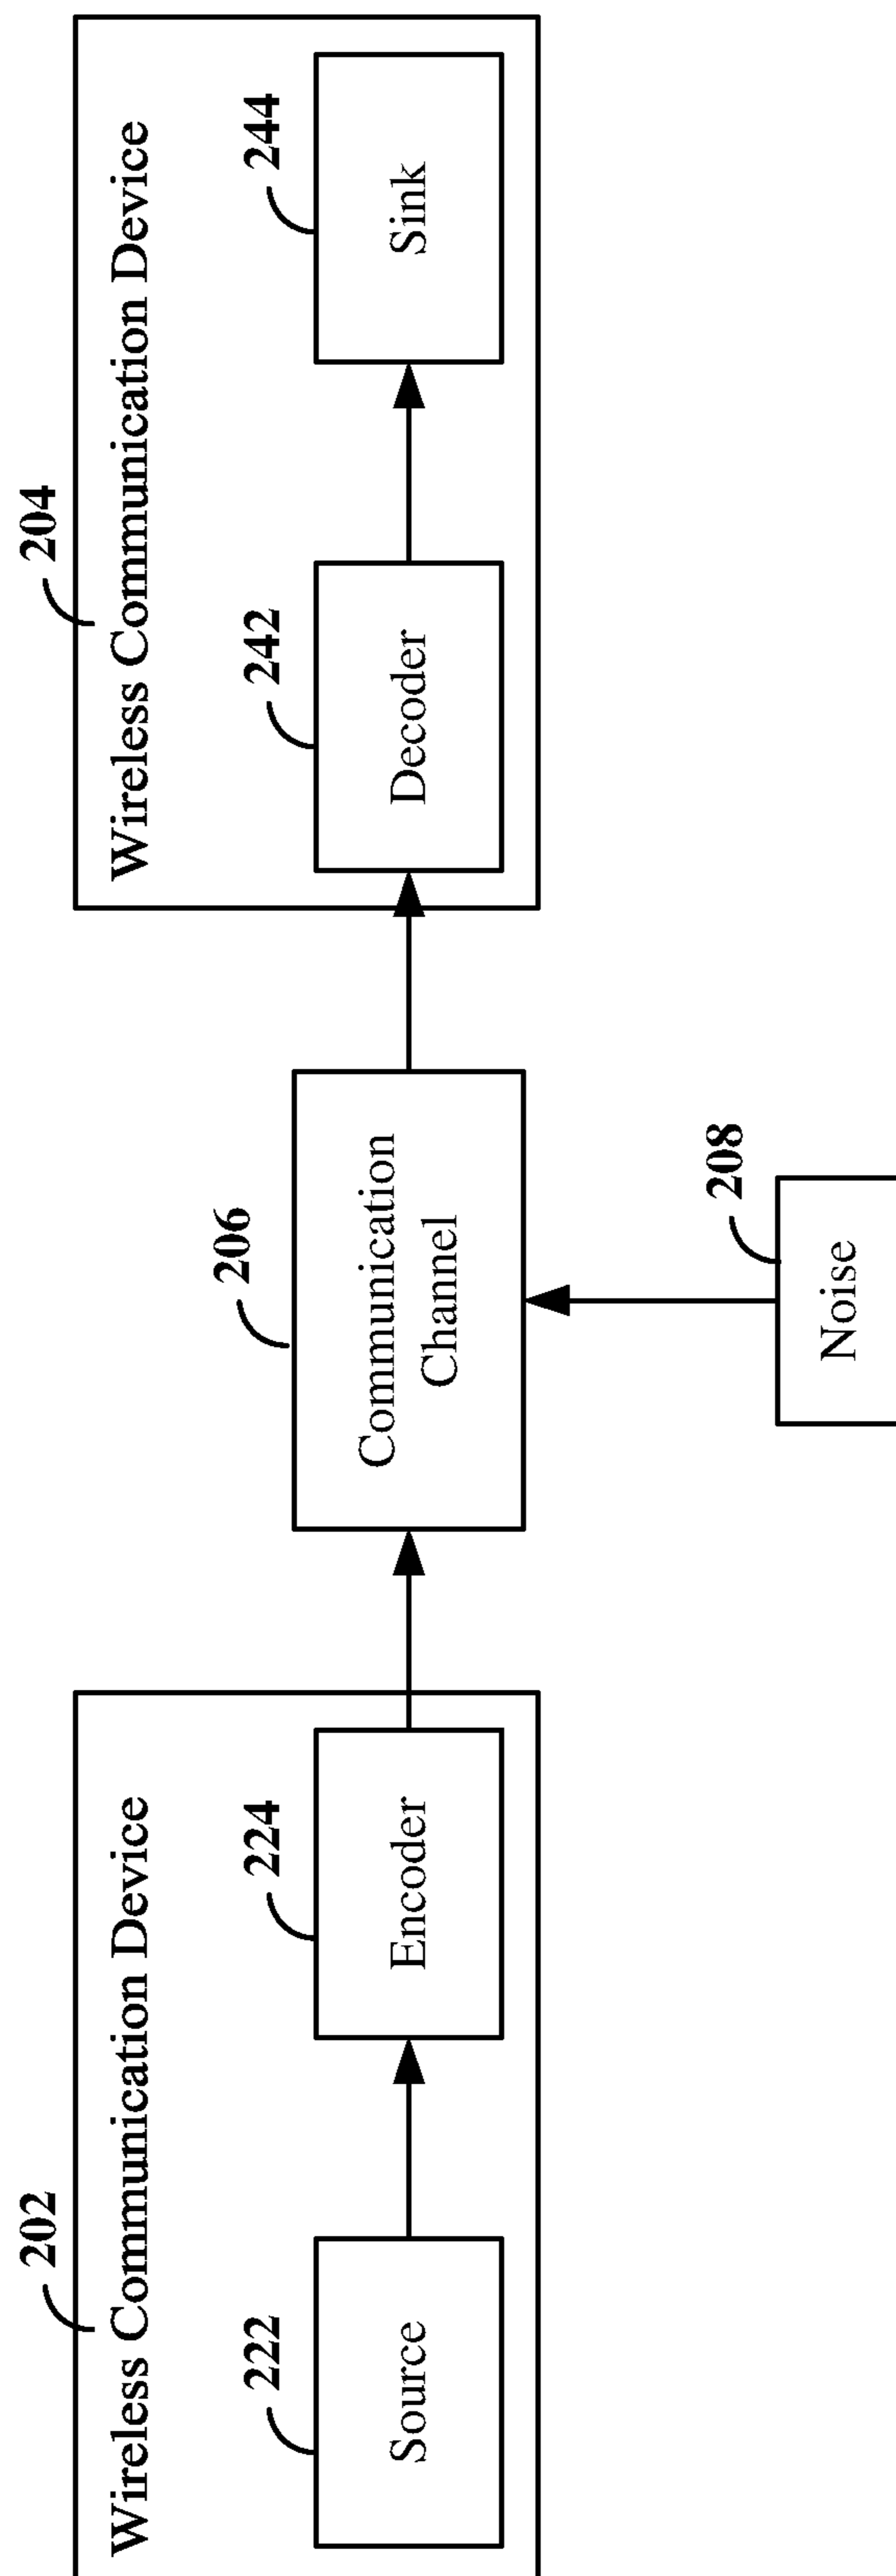 202
Wireless Communication Device
222
Source
224
Encoder
206
Communication
Channel
208
Noise
204
Wireless Communication Device
242
Decoder
244
Sink